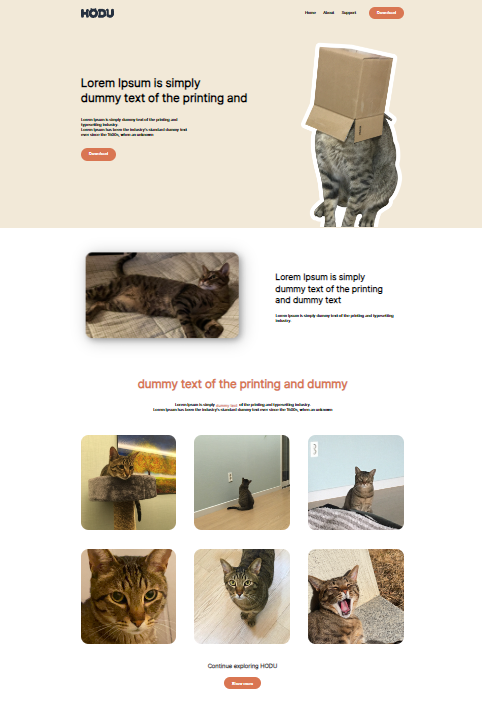 HODU
Home About Support Download
Lorem Ipsum is simply
dummy text of the printing and
Lorem Ipsum is simply dummy text of the printing and
typesetting industry.
Lorem Ipsum has been the industry's standard dummy text
ever since the 1500s, when an unknown
Download
Lorem Ipsum is simply
dummy text of the printing
and dummy text
Lorem Ipsum is simply dummy text of the printing and typesetting
industry.
dummy text of the printing and dummy
Lorem Ipsum is simply dummy text of the printing and typesetting industry.
Lorem Ipsum has been the industry's standard dummy text ever since the 1500s, when an unknown
Continue exploring HODU
Show more